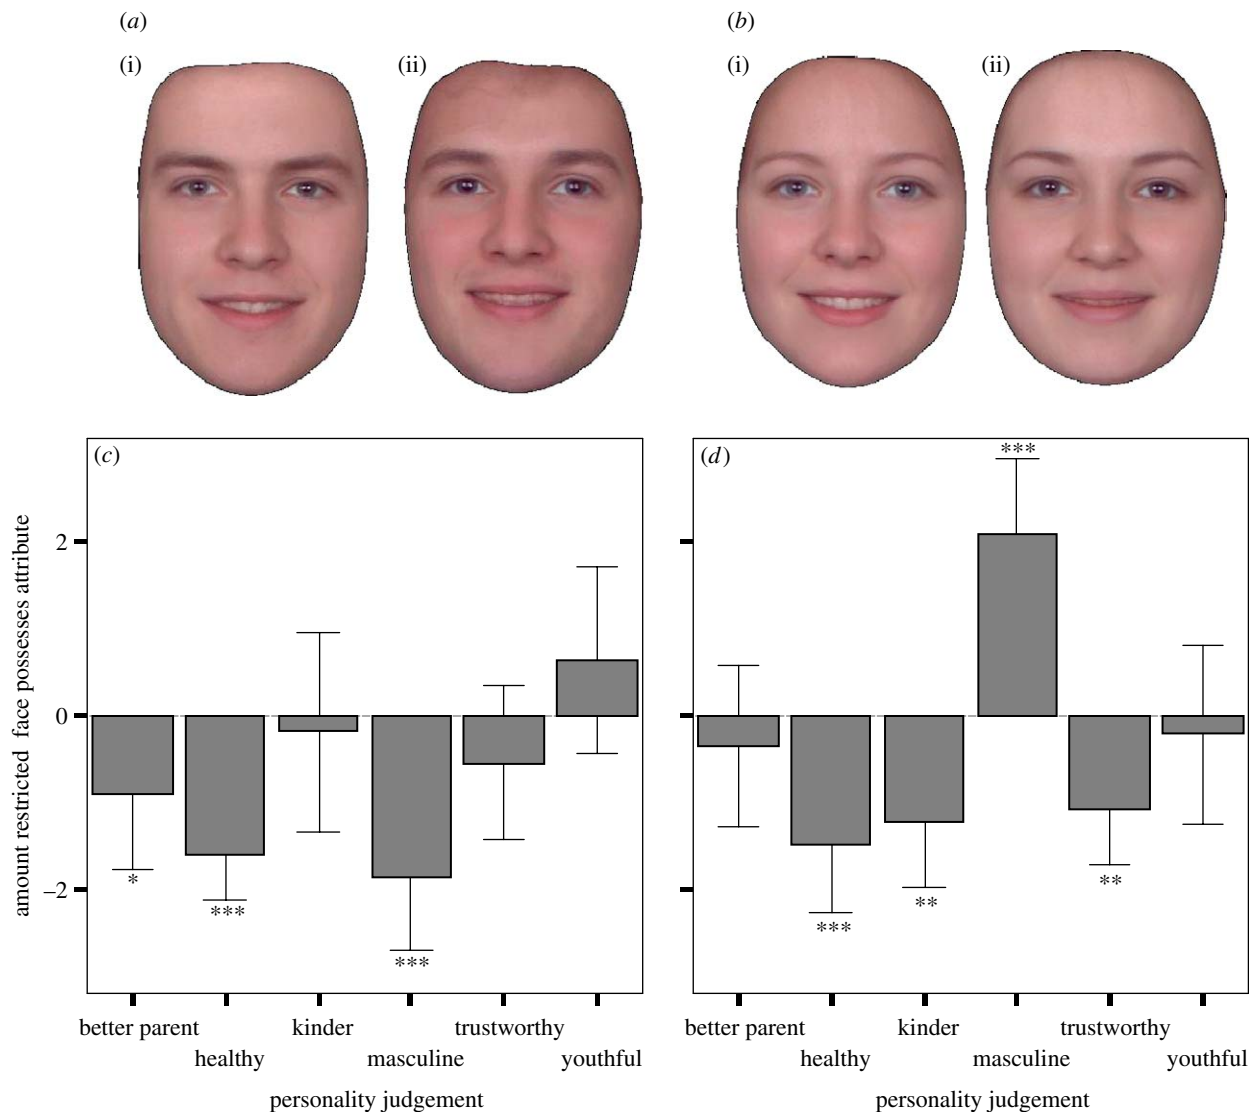 (a)
(b)
(i)
(ii)
(i)
(ii)
(c)
(d)
***
2
0
–2
*
***
***
***
**
**
amount restricted face possesses attribute
better parent
kinder
trustworthy
healthy
masculine
youthful
personality judgement
better parent
kinder
trustworthy
healthy
masculine
youthful
personality judgement